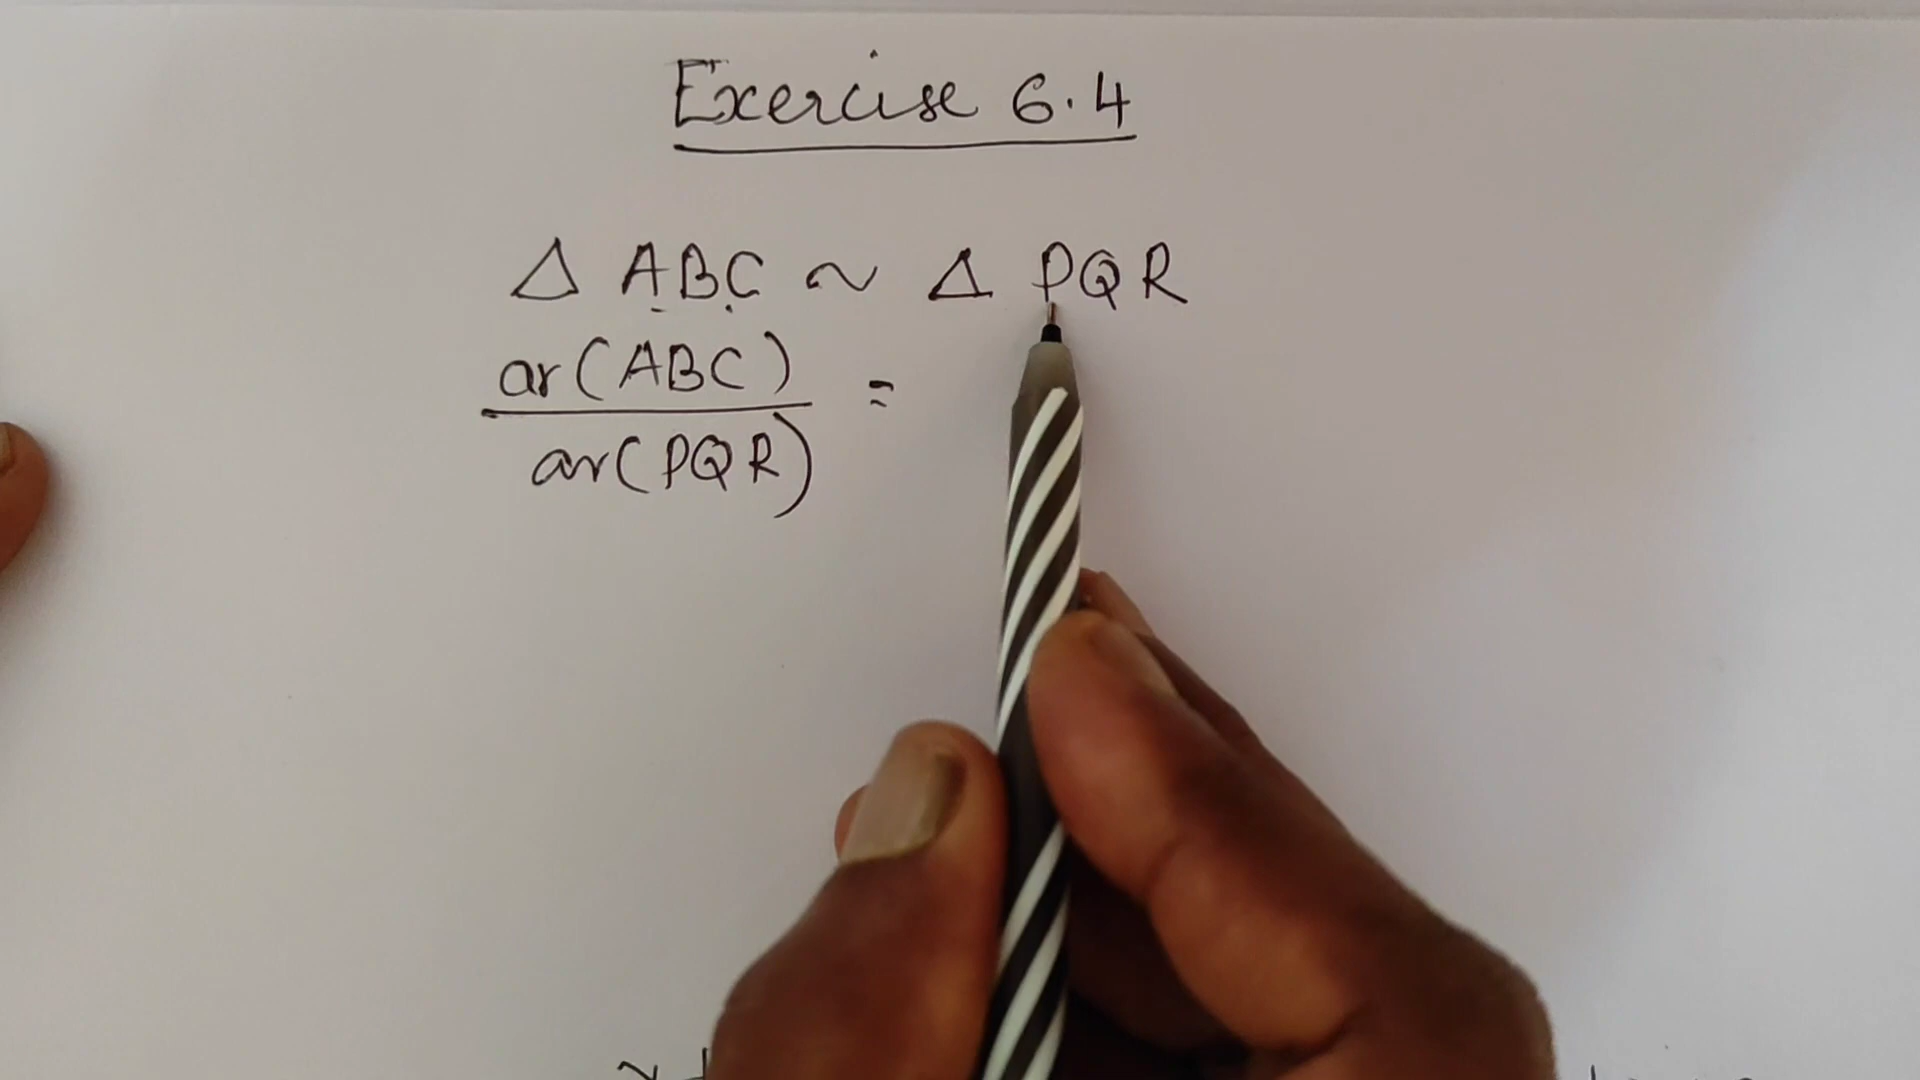 Exercise 6.4
△ ABC ~ △ PQR
ar(ABC) =
ar(PQR)